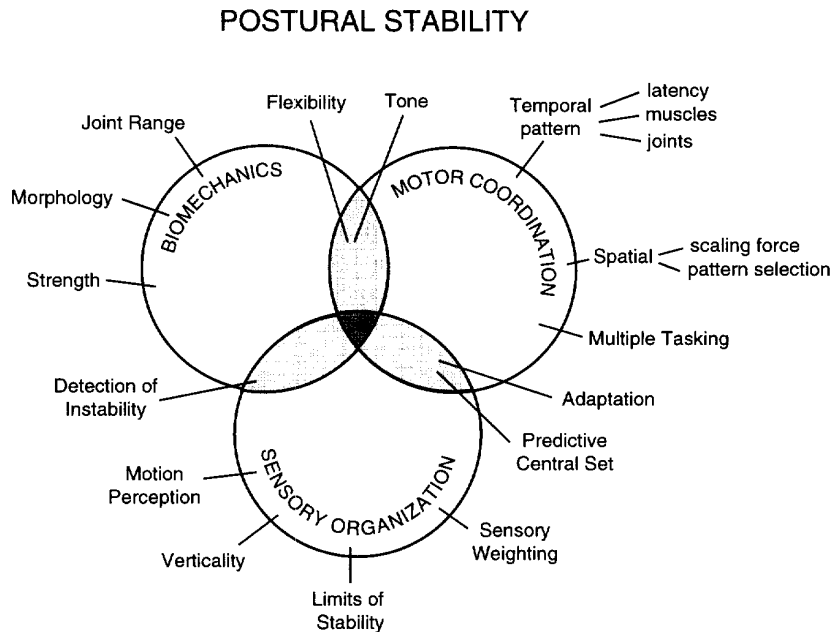 POSTURAL STABILITY
Flexibility
Tone
Temporal
pattern
latency
muscles
joints
Joint Range
Morphology
Strength
BIOMECHANICS
MOTOR COORDINATION
Spatial
scaling force
pattern selection
Multiple Tasking
Detection of
Instability
Adaptation
Predictive
Central Set
Motion
Perception
SENSORY ORGANIZATION
Verticality
Sensory
Weighting
Limits of
Stability